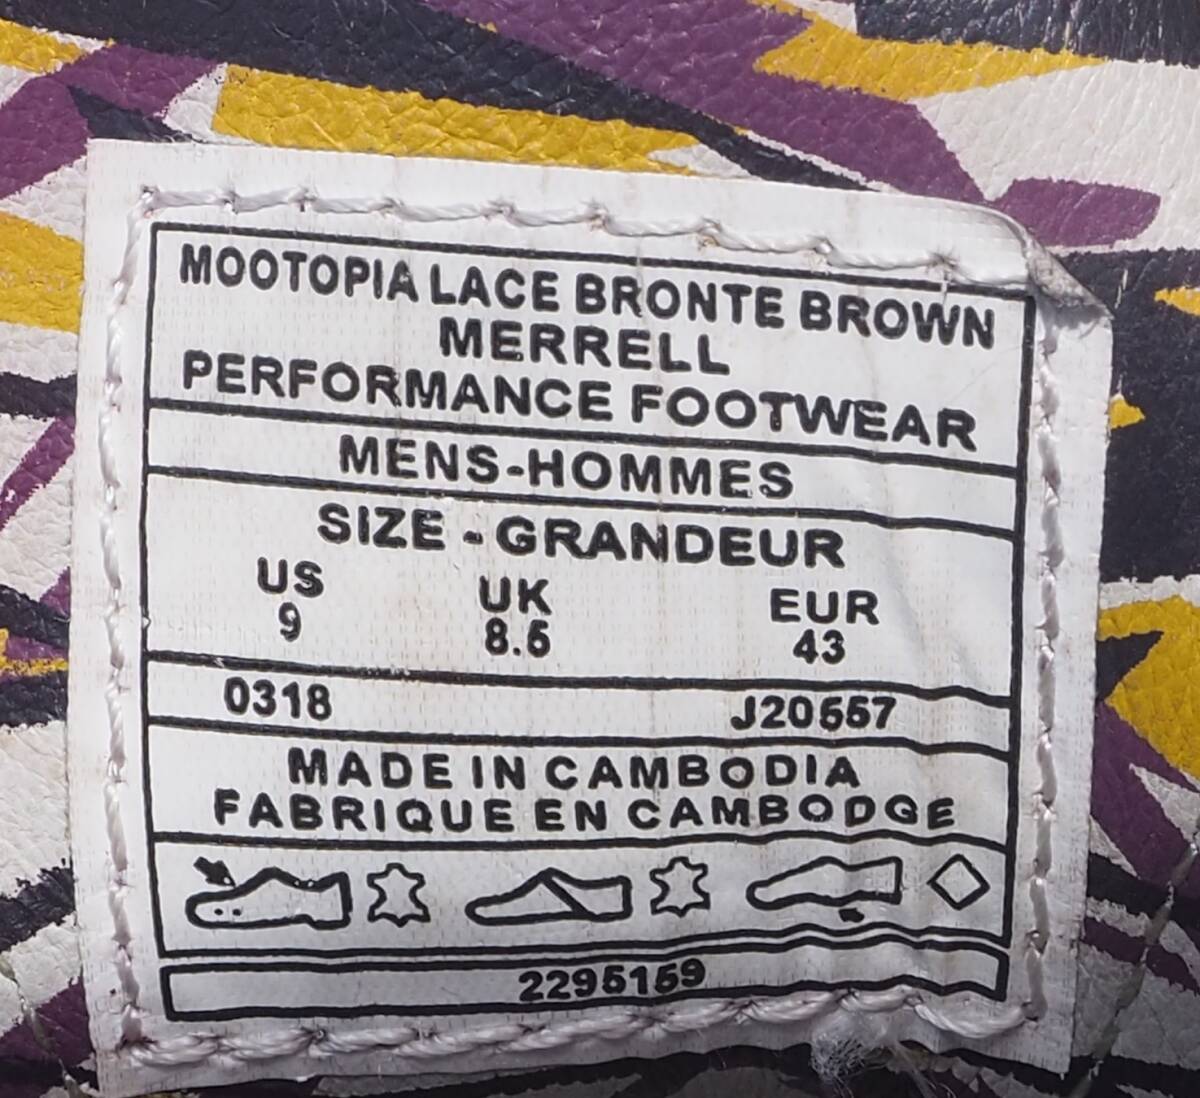 MOOTOPIA LACE BRONTE BROWN
MERRELL
PERFORMANCE FOOTWEAR
MENS-HOMMES
SIZE - GRANDEUR
US UK EUR
9 8.5 43
0318 J20557
MADE IN CAMBODIA
FABRIQUE EN CAMBODGE
2295159